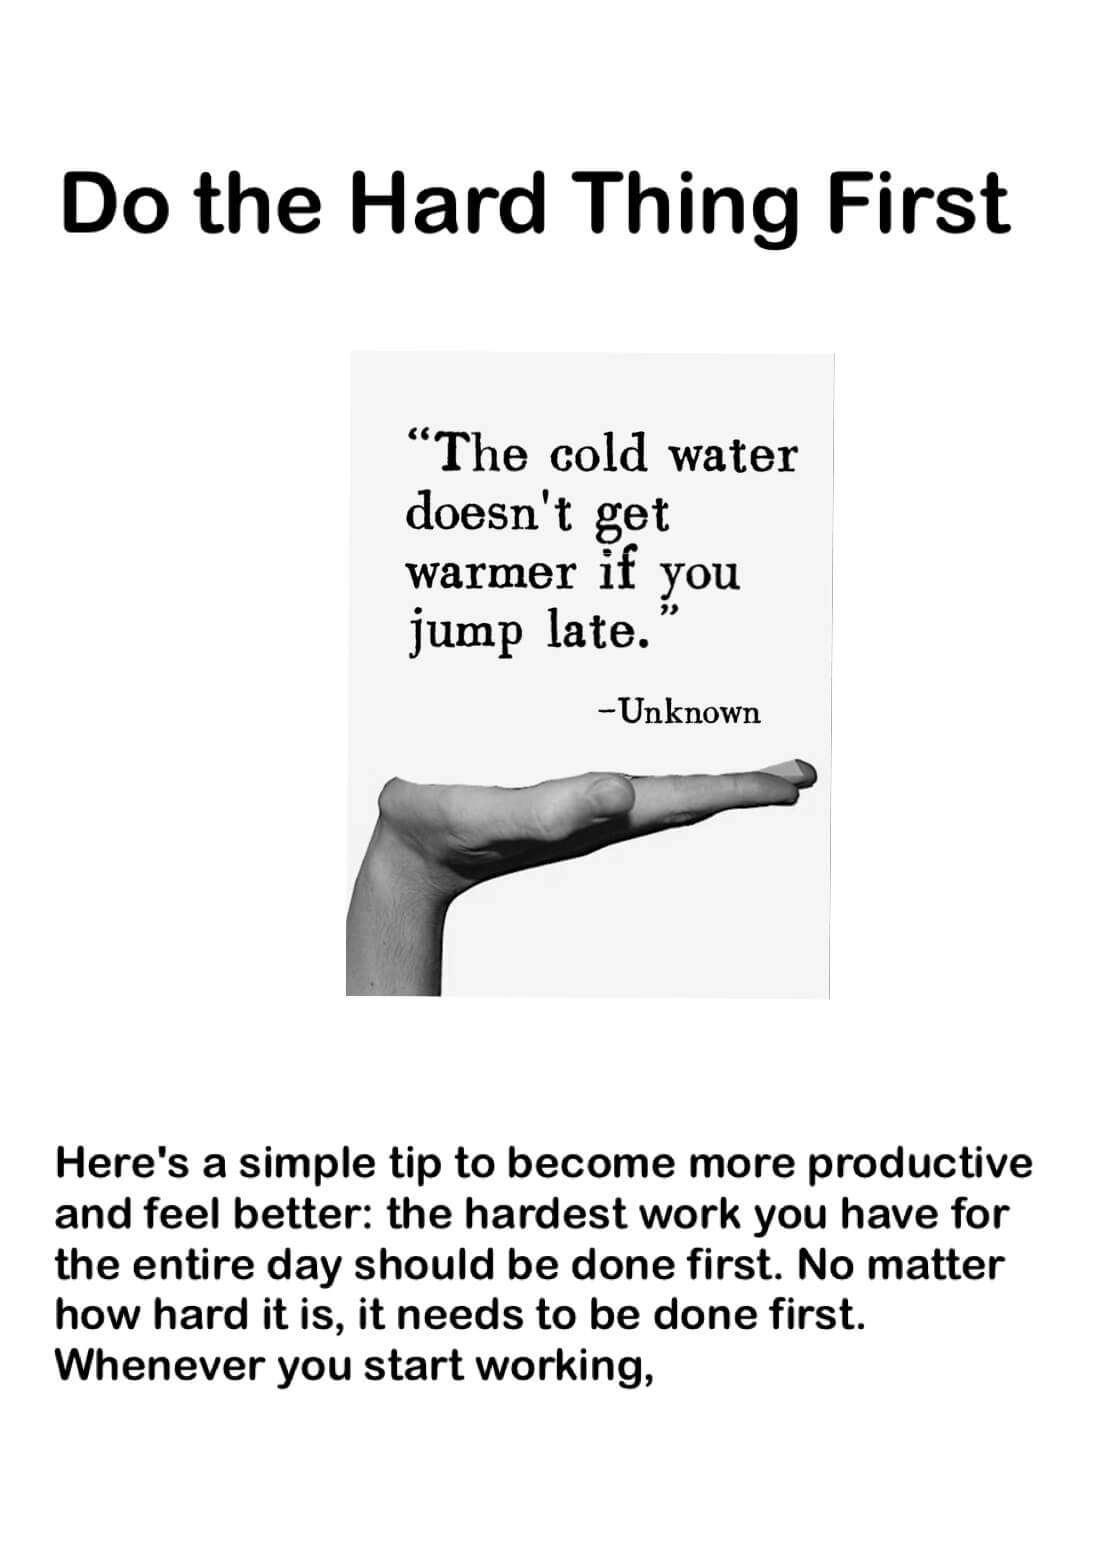 Do the Hard Thing First
“The cold water
doesn't get
warmer if you
jump late.”
–Unknown
Here's a simple tip to become more productive
and feel better: the hardest work you have for
the entire day should be done first. No matter
how hard it is, it needs to be done first.
Whenever you start working,